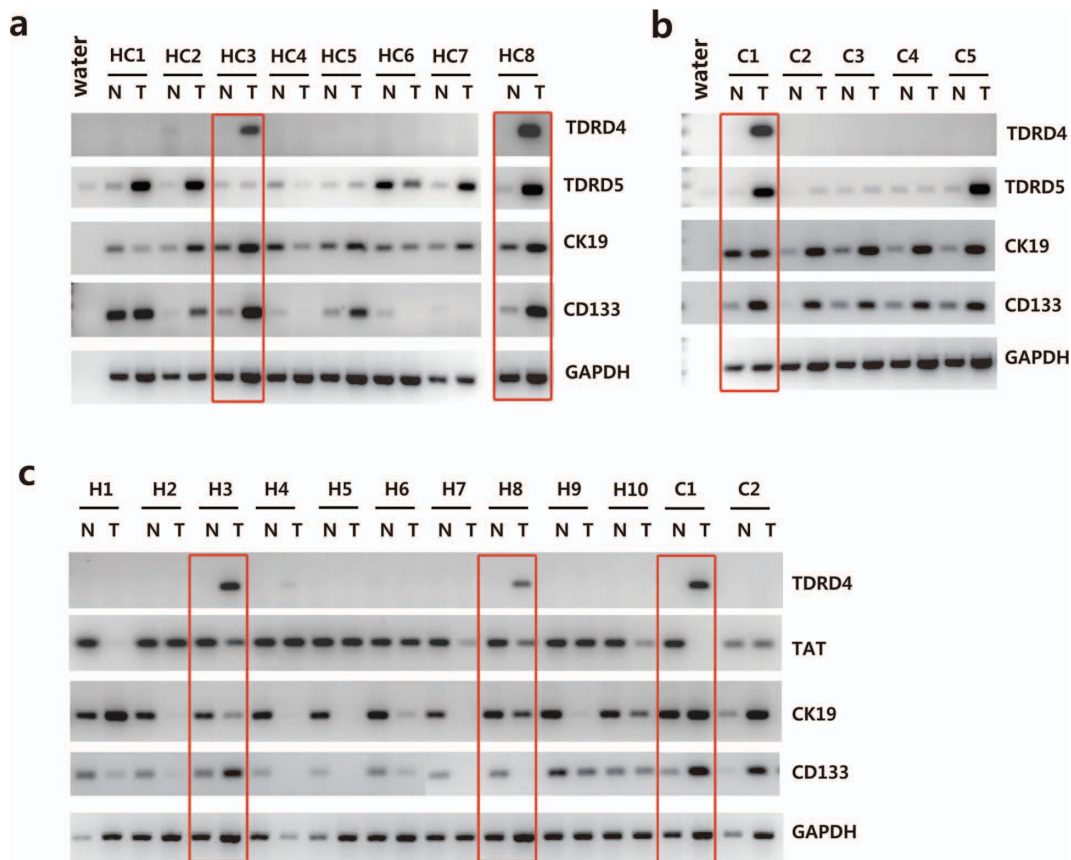 a
water HC1 HC2 HC3 HC4 HC5 HC6 HC7 HC8
N T N T N T N T N T N T N T N T
TDRD4
TDRD5
CK19
CD133
GAPDH
b
water C1 C2 C3 C4 C5
N T N T N T N T N T
TDRD4
TDRD5
CK19
CD133
GAPDH
c
H1 H2 H3 H4 H5 H6 H7 H8 H9 H10 C1 C2
N T N T N T N T N T N T N T N T N T N T N T N T
TDRD4
TAT
CK19
CD133
GAPDH